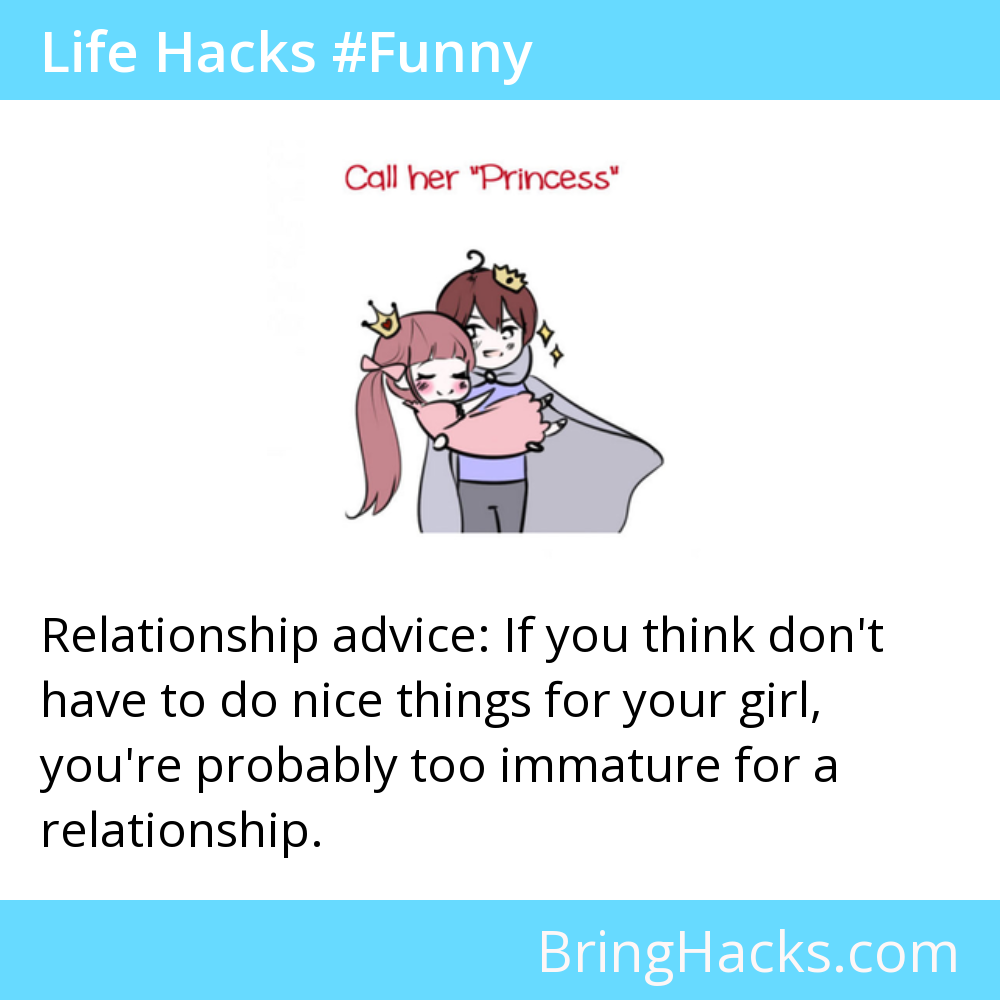 Life Hacks #Funny
Call her "Princess"
Relationship advice: If you think don't
have to do nice things for your girl,
you're probably too immature for a
relationship.
BringHacks.com